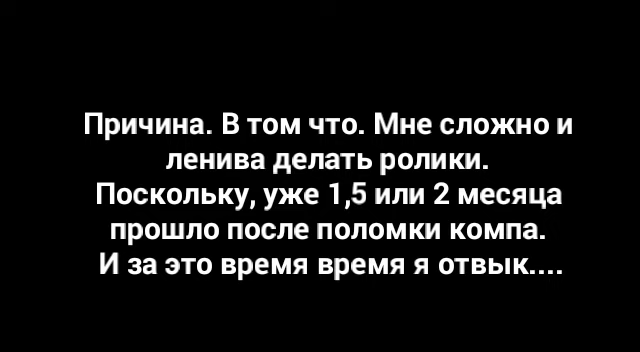 Причина. В том что. Мне сложно и
ленива делать ролики.
Поскольку, уже 1,5 или 2 месяца
прошло после поломки компа.
И за это время время я отвык....